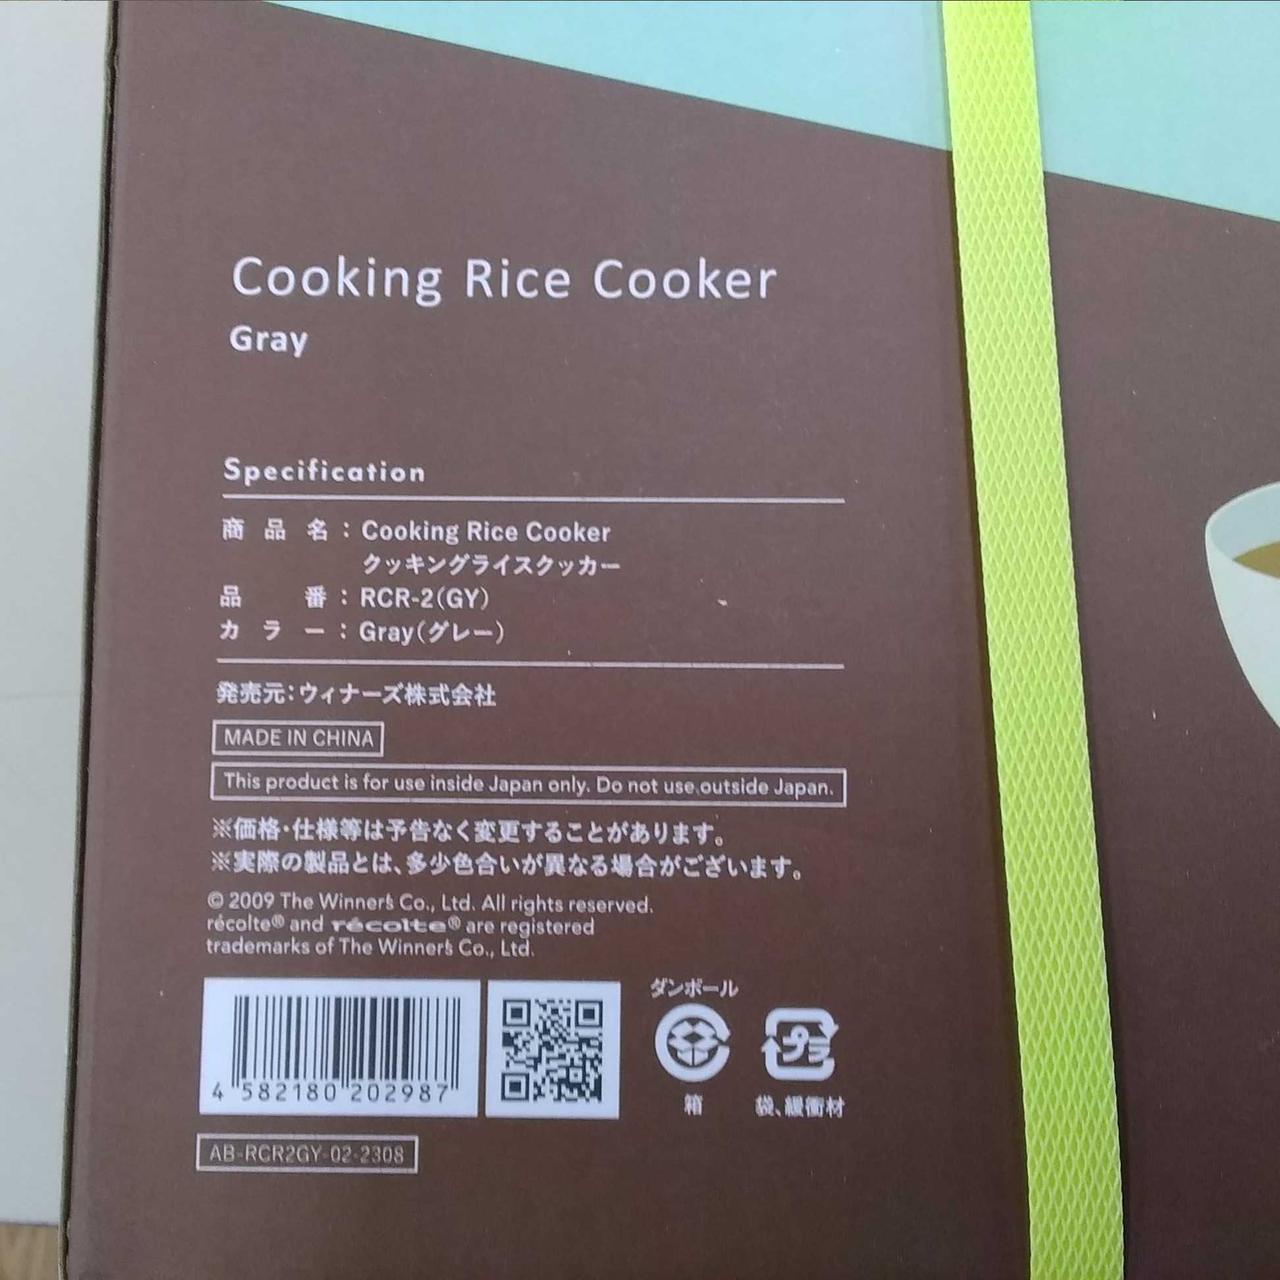 Cooking Rice Cooker
Gray
Specification
商品名：Cooking Rice Cooker
クッキングライスクッカー
品番：RCR-2(GY)
カラー：Gray(グレー)
発売元：ウィナーズ株式会社
MADE IN CHINA
This product is for use inside Japan only. Do not use outside Japan.
※価格・仕様等は予告なく変更することがあります。
※実際の製品とは、多少色合いが異なる場合がございます。
© 2009 The Winner's Co., Ltd. All rights reserved.
récolte® and récolte® are registered
trademarks of The Winner's Co., Ltd.
ダンボール
プラ
4 582180 202987
箱
袋、緩衝材
AB-RCR2GY-02-2308